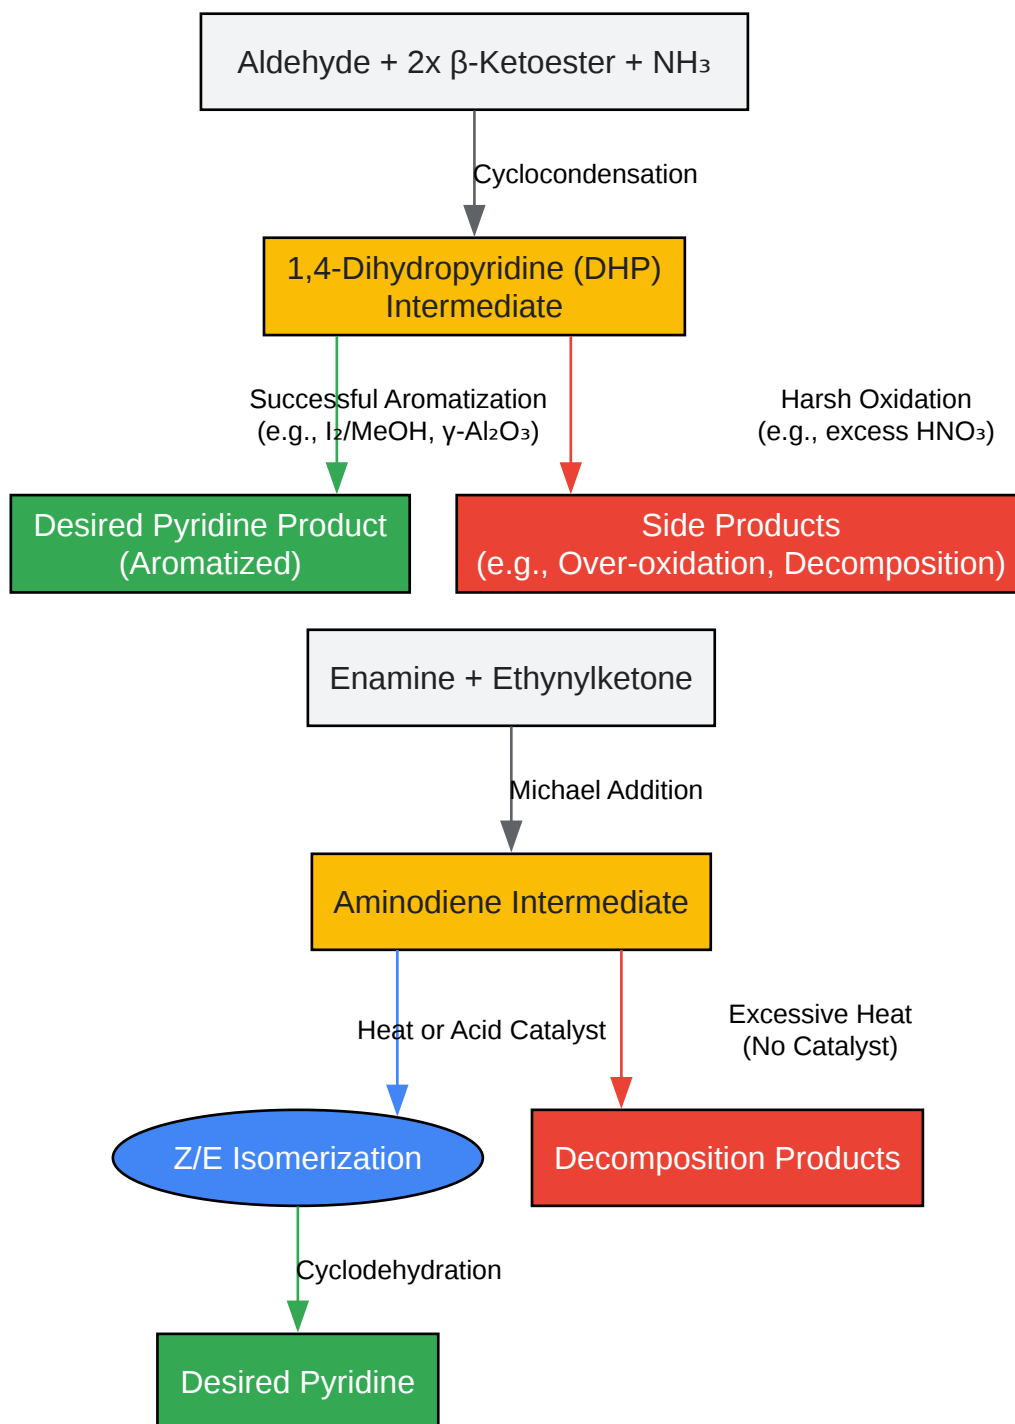 Aldehyde + 2x β-Ketoester + NH₃
Cyclocondensation
1,4-Dihydropyridine (DHP)
Intermediate
Successful Aromatization
(e.g., I₂/MeOH, γ-Al₂O₃)
Harsh Oxidation
(e.g., excess HNO₃)
Desired Pyridine Product
(Aromatized)
Side Products
(e.g., Over-oxidation, Decomposition)
Enamine + Ethynylketone
Michael Addition
Aminodiene Intermediate
Heat or Acid Catalyst
Excessive Heat
(No Catalyst)
Z/E Isomerization
Decomposition Products
Cyclodehydration
Desired Pyridine